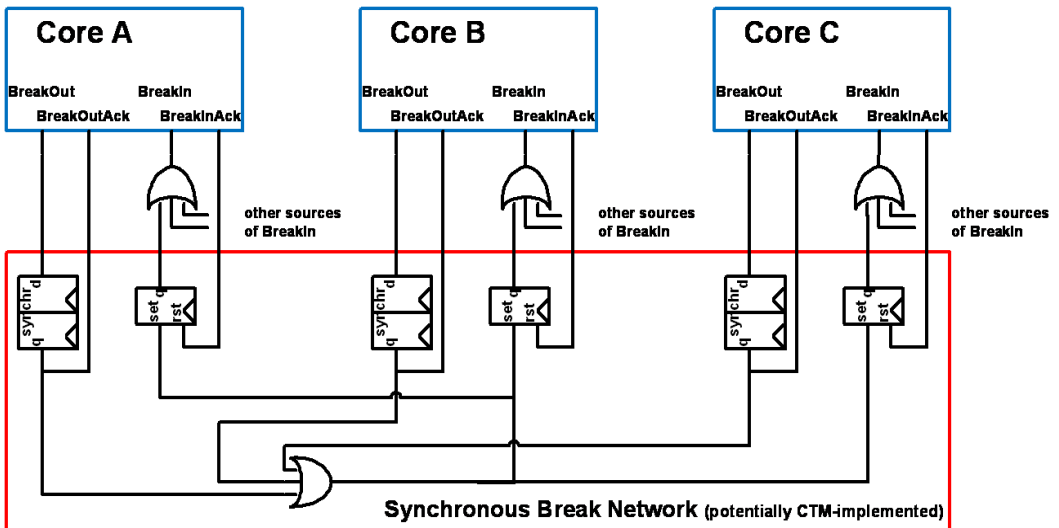 Core A
Core B
Core C
BreakOut
BreakIn
BreakOut
BreakIn
BreakOut
BreakIn
BreakOutAck
BreakInAck
BreakOutAck
BreakInAck
BreakOutAck
BreakInAck
other sources
of BreakIn
other sources
of BreakIn
other sources
of BreakIn
synchr
d
q
set
q
rst
synchr
d
q
set
q
rst
synchr
d
q
set
q
rst
Synchronous Break Network (potentially CTM-implemented)